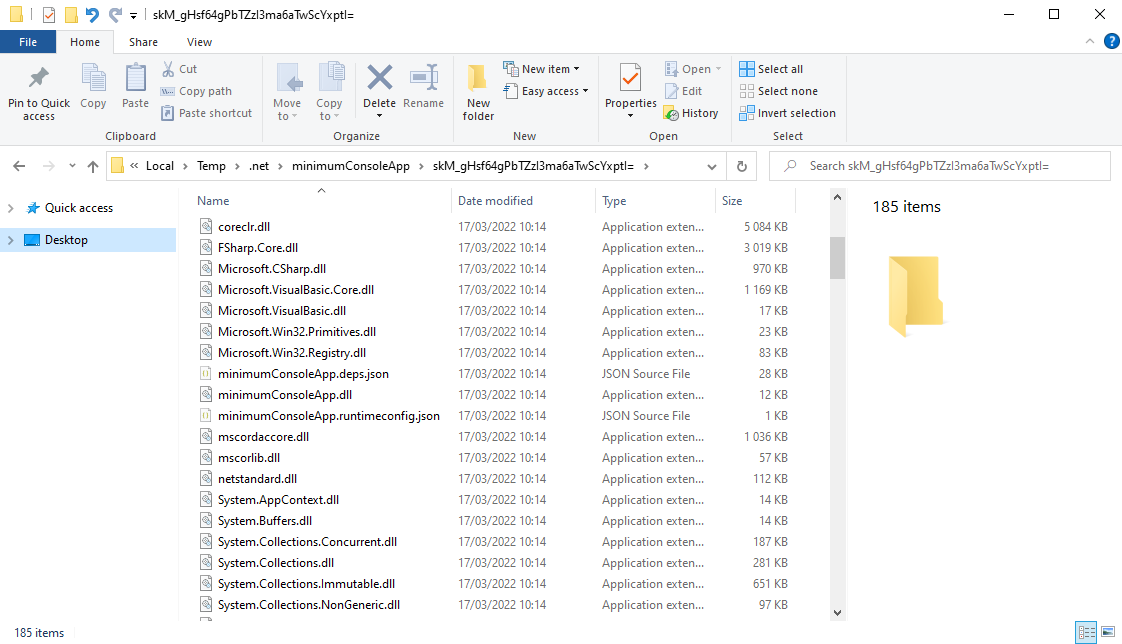 skM_gHsf64gPbTZzl3ma6aTwScYxptI=
File Home Share View
Pin to Quick access
Copy
Paste
Cut
Copy path
Paste shortcut
Clipboard
Move to
Copy to
Delete
Rename
Organize
New folder
New item
Easy access
New
Properties
Open
Edit
History
Open
Select all
Select none
Invert selection
Select
« Local > Temp > .net > minimumConsoleApp > skM_gHsf64gPbTZzl3ma6aTwScYxptI= >
Search skM_gHsf64gPbTZzl3ma6aTwScYxptI=
Quick access
Desktop
Name Date modified Type Size
coreclr.dll 17/03/2022 10:14 Application exten... 5 084 KB
FSharp.Core.dll 17/03/2022 10:14 Application exten... 3 019 KB
Microsoft.CSharp.dll 17/03/2022 10:14 Application exten... 970 KB
Microsoft.VisualBasic.Core.dll 17/03/2022 10:14 Application exten... 1 169 KB
Microsoft.VisualBasic.dll 17/03/2022 10:14 Application exten... 17 KB
Microsoft.Win32.Primitives.dll 17/03/2022 10:14 Application exten... 23 KB
Microsoft.Win32.Registry.dll 17/03/2022 10:14 Application exten... 83 KB
minimumConsoleApp.deps.json 17/03/2022 10:14 JSON Source File 28 KB
minimumConsoleApp.dll 17/03/2022 10:14 Application exten... 12 KB
minimumConsoleApp.runtimeconfig.json 17/03/2022 10:14 JSON Source File 1 KB
mscordaccore.dll 17/03/2022 10:14 Application exten... 1 036 KB
mscorlib.dll 17/03/2022 10:14 Application exten... 57 KB
netstandard.dll 17/03/2022 10:14 Application exten... 112 KB
System.AppContext.dll 17/03/2022 10:14 Application exten... 14 KB
System.Buffers.dll 17/03/2022 10:14 Application exten... 14 KB
System.Collections.Concurrent.dll 17/03/2022 10:14 Application exten... 187 KB
System.Collections.dll 17/03/2022 10:14 Application exten... 281 KB
System.Collections.Immutable.dll 17/03/2022 10:14 Application exten... 651 KB
System.Collections.NonGeneric.dll 17/03/2022 10:14 Application exten... 97 KB
185 items
185 items